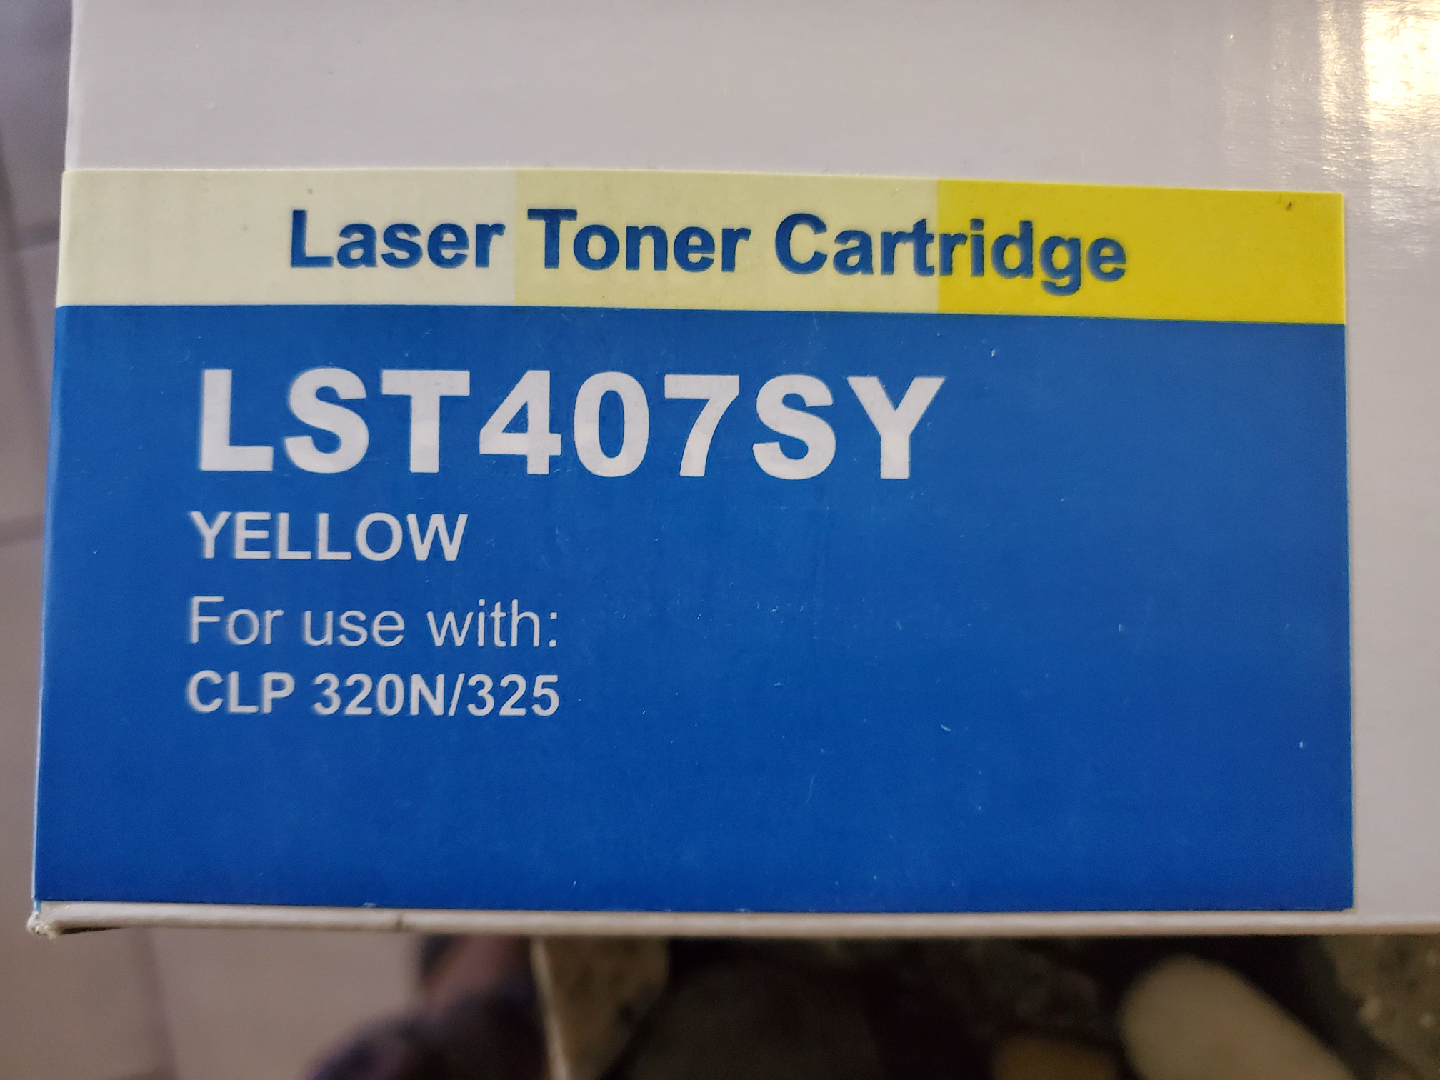 Laser Toner Cartridge
LST407SY
YELLOW
For use with:
CLP 320N/325